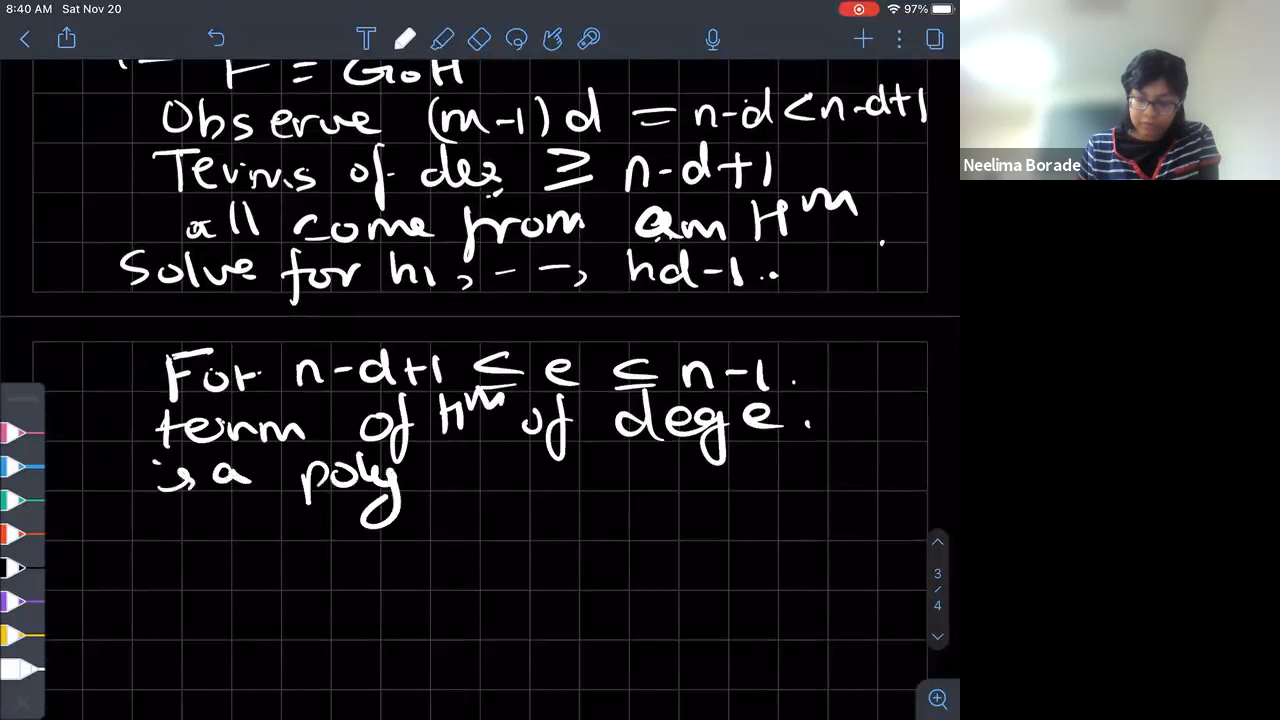 8:40 AM Sat Nov 20
97%
F = GoH
Observe (m-1)d = n-d < n-d+1
Neelima Borade
Terms of deg ≥ n-d+1
all come from am H^m
Solve for h1, - -, hd-1.
For n-d+1 ≤ e ≤ n-1.
term of H^m of deg e.
is a poly
3
/
4